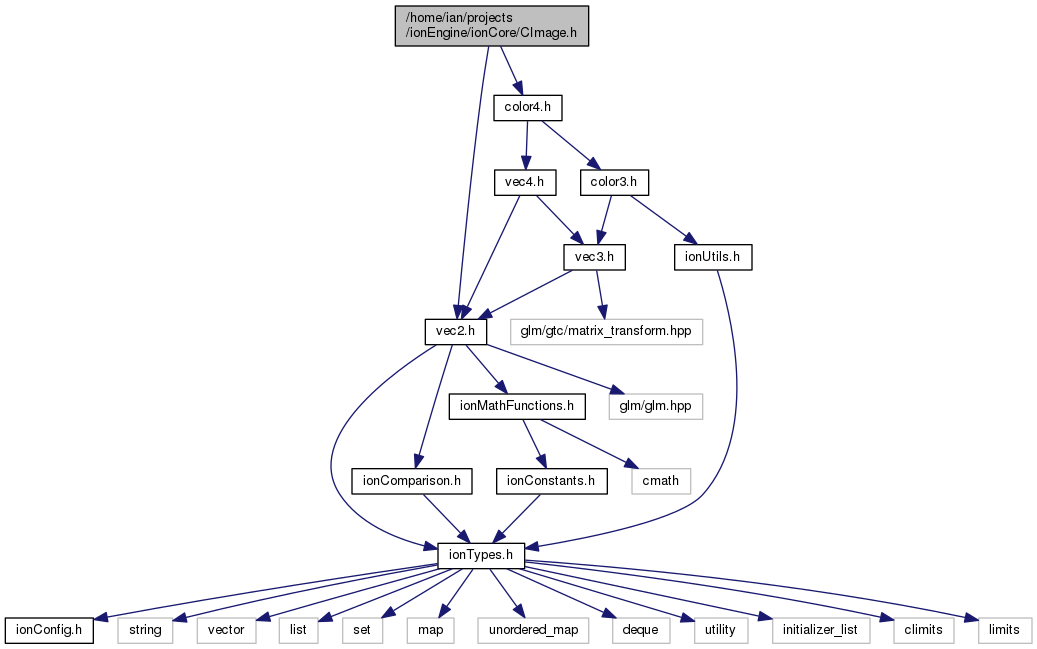 /home/ian/projects
/ionEngine/ionCore/CImage.h
color4.h
vec4.h
color3.h
vec3.h
ionUtils.h
vec2.h
glm/gtc/matrix_transform.hpp
ionMathFunctions.h
glm/glm.hpp
ionComparison.h
ionConstants.h
cmath
ionTypes.h
ionConfig.h
string
vector
list
set
map
unordered_map
deque
utility
initializer_list
climits
limits